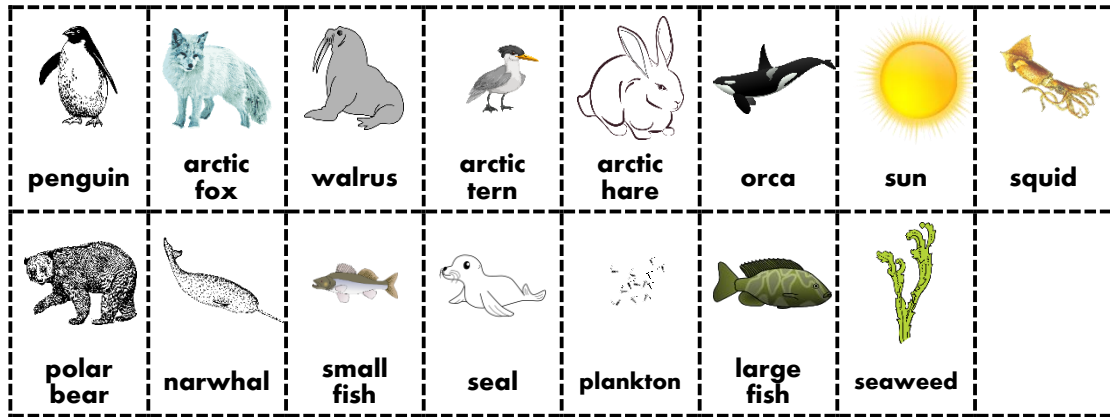 penguin
arctic
fox
walrus
arctic
tern
arctic
hare
orca
sun
squid
polar
bear
narwhal
small
fish
seal
plankton
large
fish
seaweed